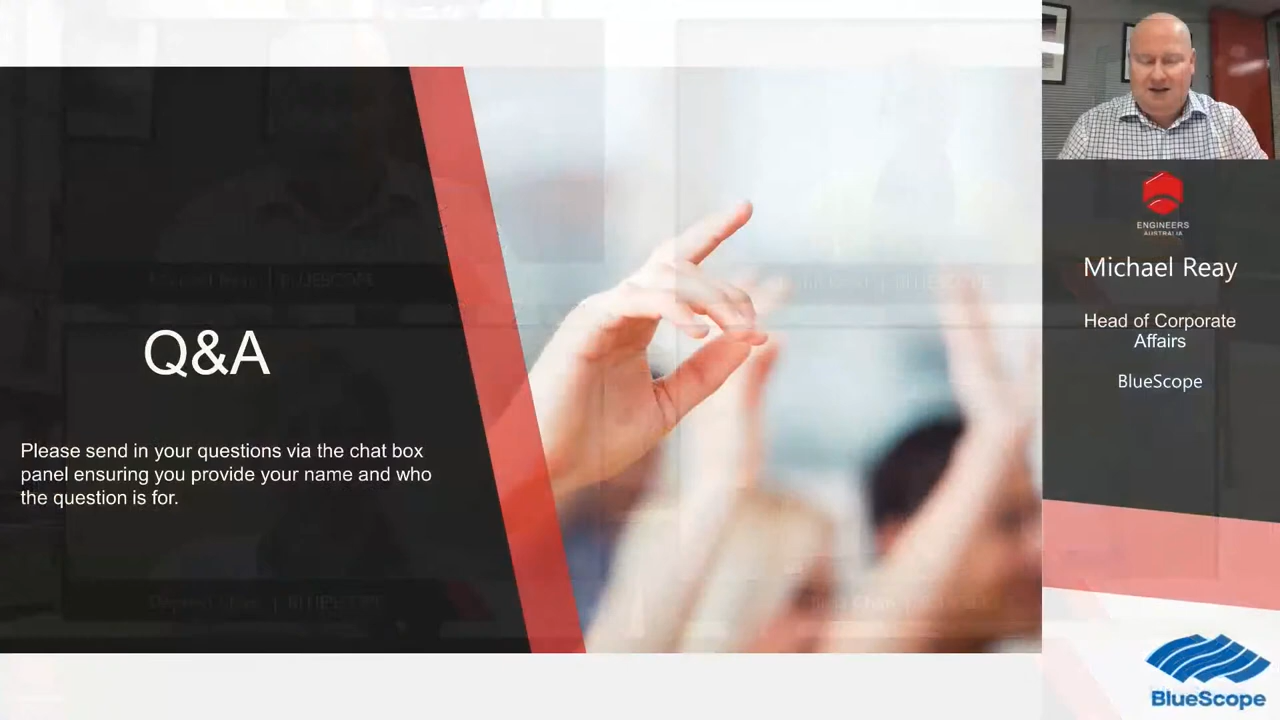 Q&A
Please send in your questions via the chat box
panel ensuring you provide your name and who
the question is for.
ENGINEERS
AUSTRALIA
Michael Reay
Head of Corporate
Affairs
BlueScope
BlueScope